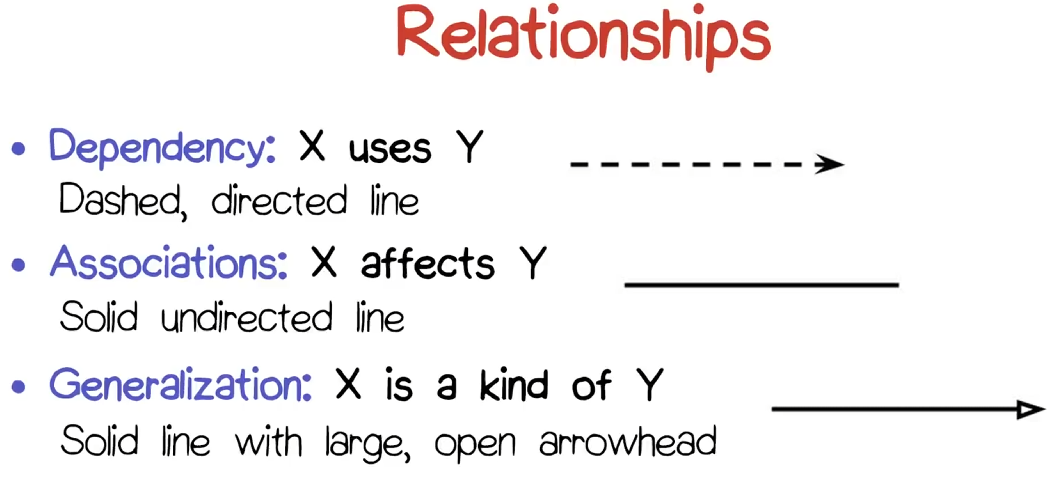 Relationships
• Dependency: X uses Y
Dashed, directed line
• Associations: X affects Y
Solid undirected line
• Generalization: X is a kind of Y
Solid line with large, open arrowhead